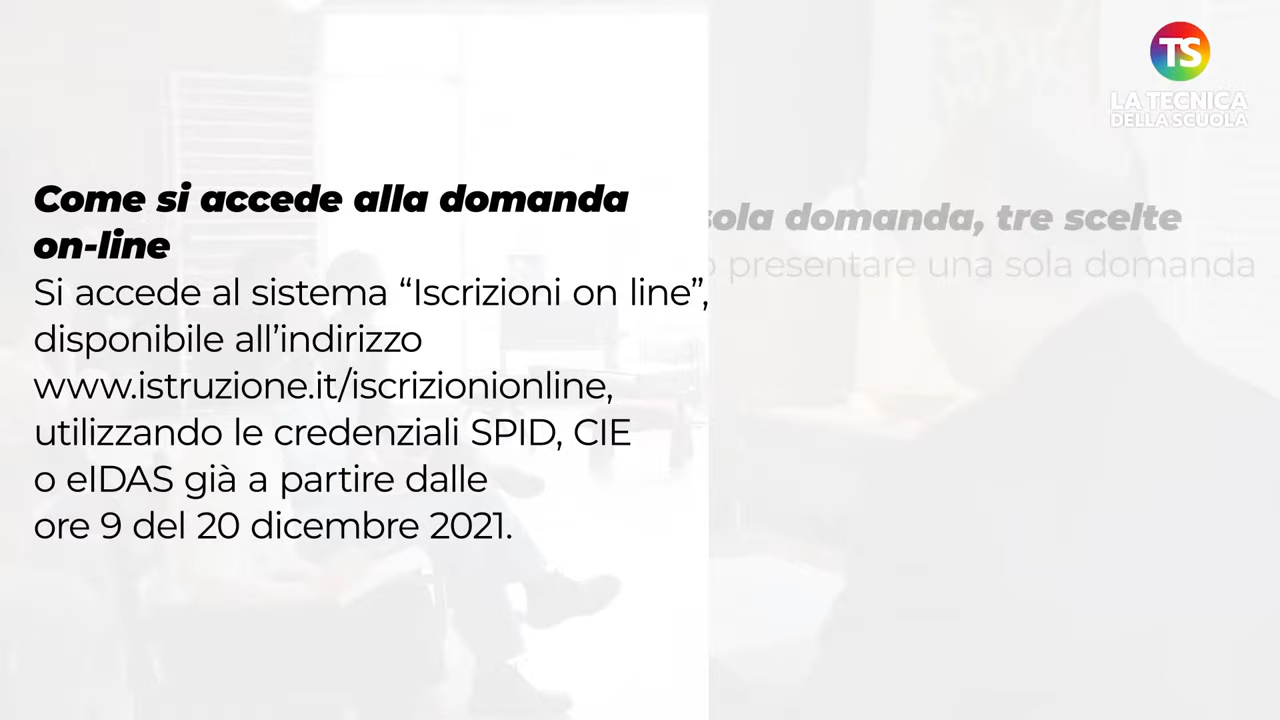 TS
LA TECNICA
DELLA SCUOLA
Come si accede alla domanda
on-line
Si accede al sistema “Iscrizioni on line”,
disponibile all’indirizzo
www.istruzione.it/iscrizionionline,
utilizzando le credenziali SPID, CIE
o eIDAS già a partire dalle
ore 9 del 20 dicembre 2021.
sola domanda, tre scelte
presentare una sola domanda